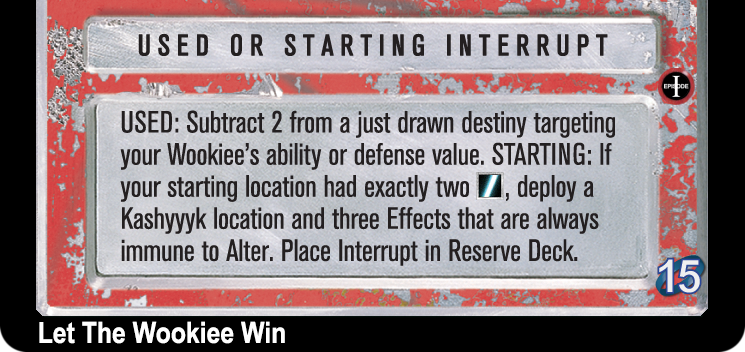 USED OR STARTING INTERRUPT
EPISODE
I
USED: Subtract 2 from a just drawn destiny targeting
your Wookiee's ability or defense value. STARTING: If
your starting location had exactly two , deploy a
Kashyyyk location and three Effects that are always
immune to Alter. Place Interrupt in Reserve Deck.
15
Let The Wookiee Win